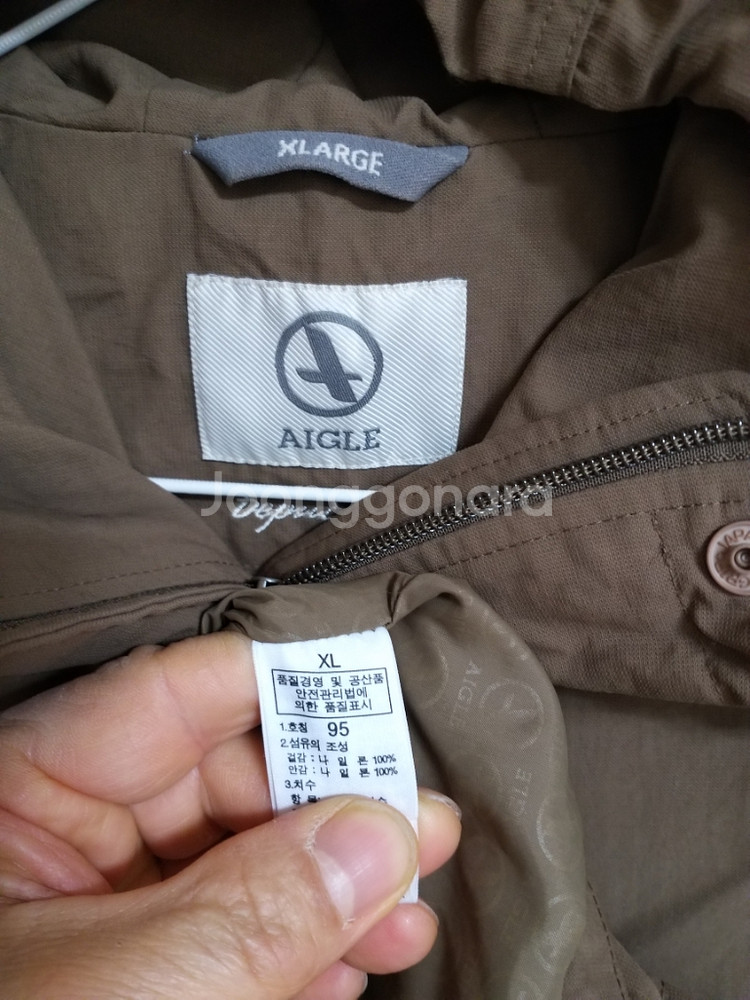 XLARGE
AIGLE
Joonggonara
Depuis
XL
품질경영 및 공산품
안전관리법에
의한 품질표시
1.호칭 95
2.섬유의 조성
겉감 : 나 일 론 100%
안감 : 나 일 론 100%
3.치수
AIGLE
AIGLE